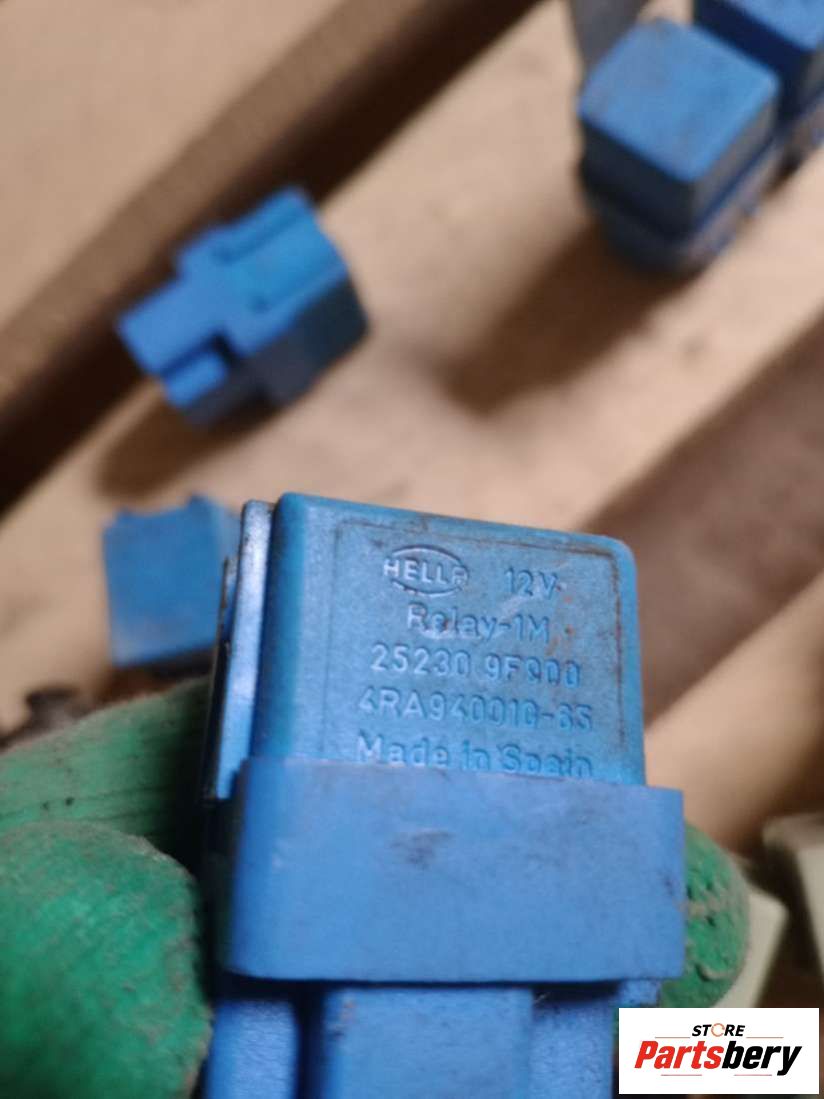 HELLA 12V
Relay-1M
25230 9F900
4RA940010-65
Made in Spain
STORE
Partsbery